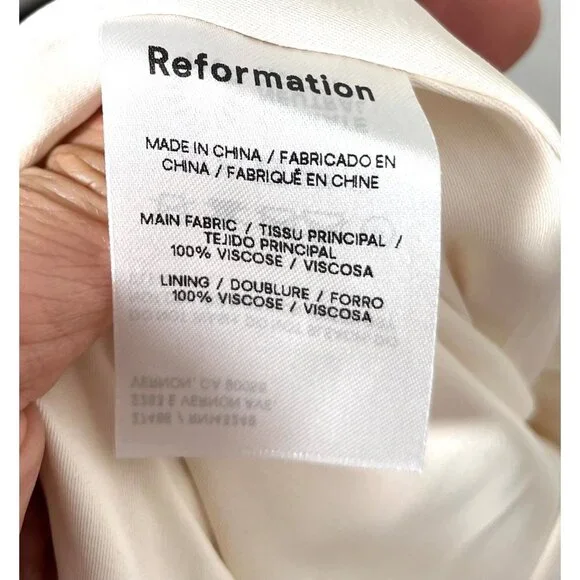 Reformation
MADE IN CHINA / FABRICADO EN
CHINA / FABRIQUÉ EN CHINE
MAIN FABRIC / TISSU PRINCIPAL /
TEJIDO PRINCIPAL
100% VISCOSE / VISCOSA
LINING / DOUBLURE / FORRO
100% VISCOSE / VISCOSA